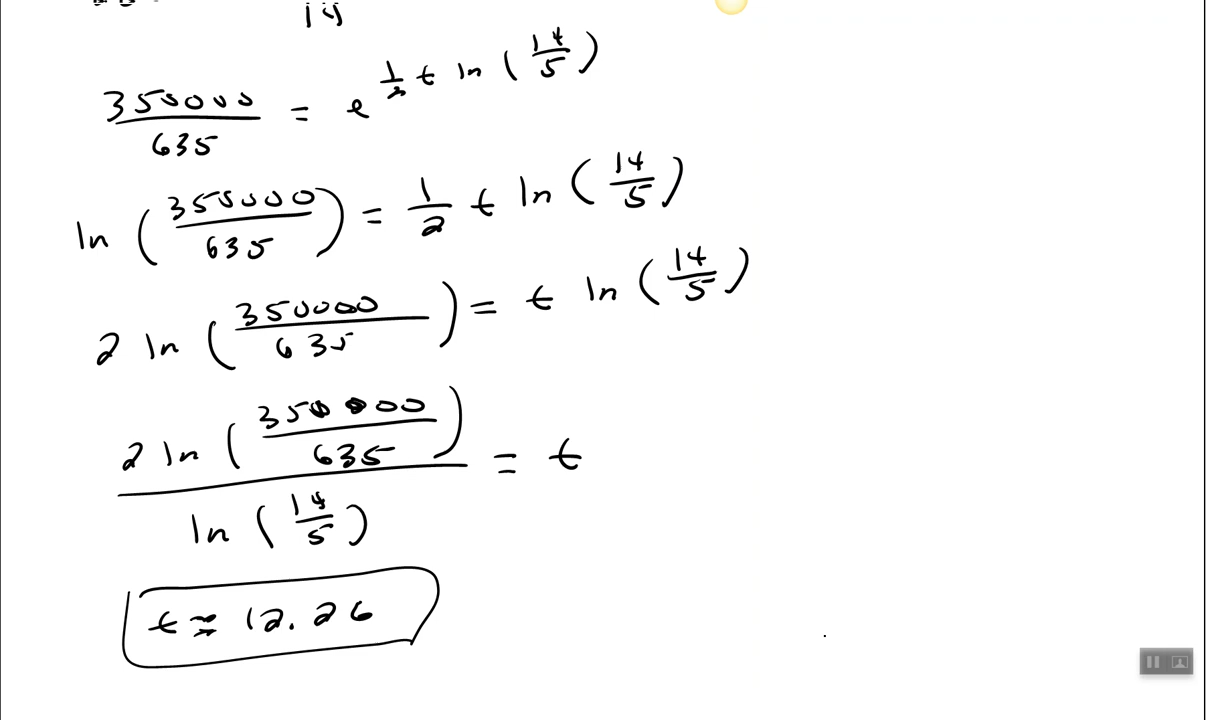 350000/635 = e^(1/2 t ln(14/5))
ln(350000/635) = 1/2 t ln(14/5)
2 ln(350000/635) = t ln(14/5)
2 ln(350000/635) / ln(14/5) = t
t ≈ 12.26